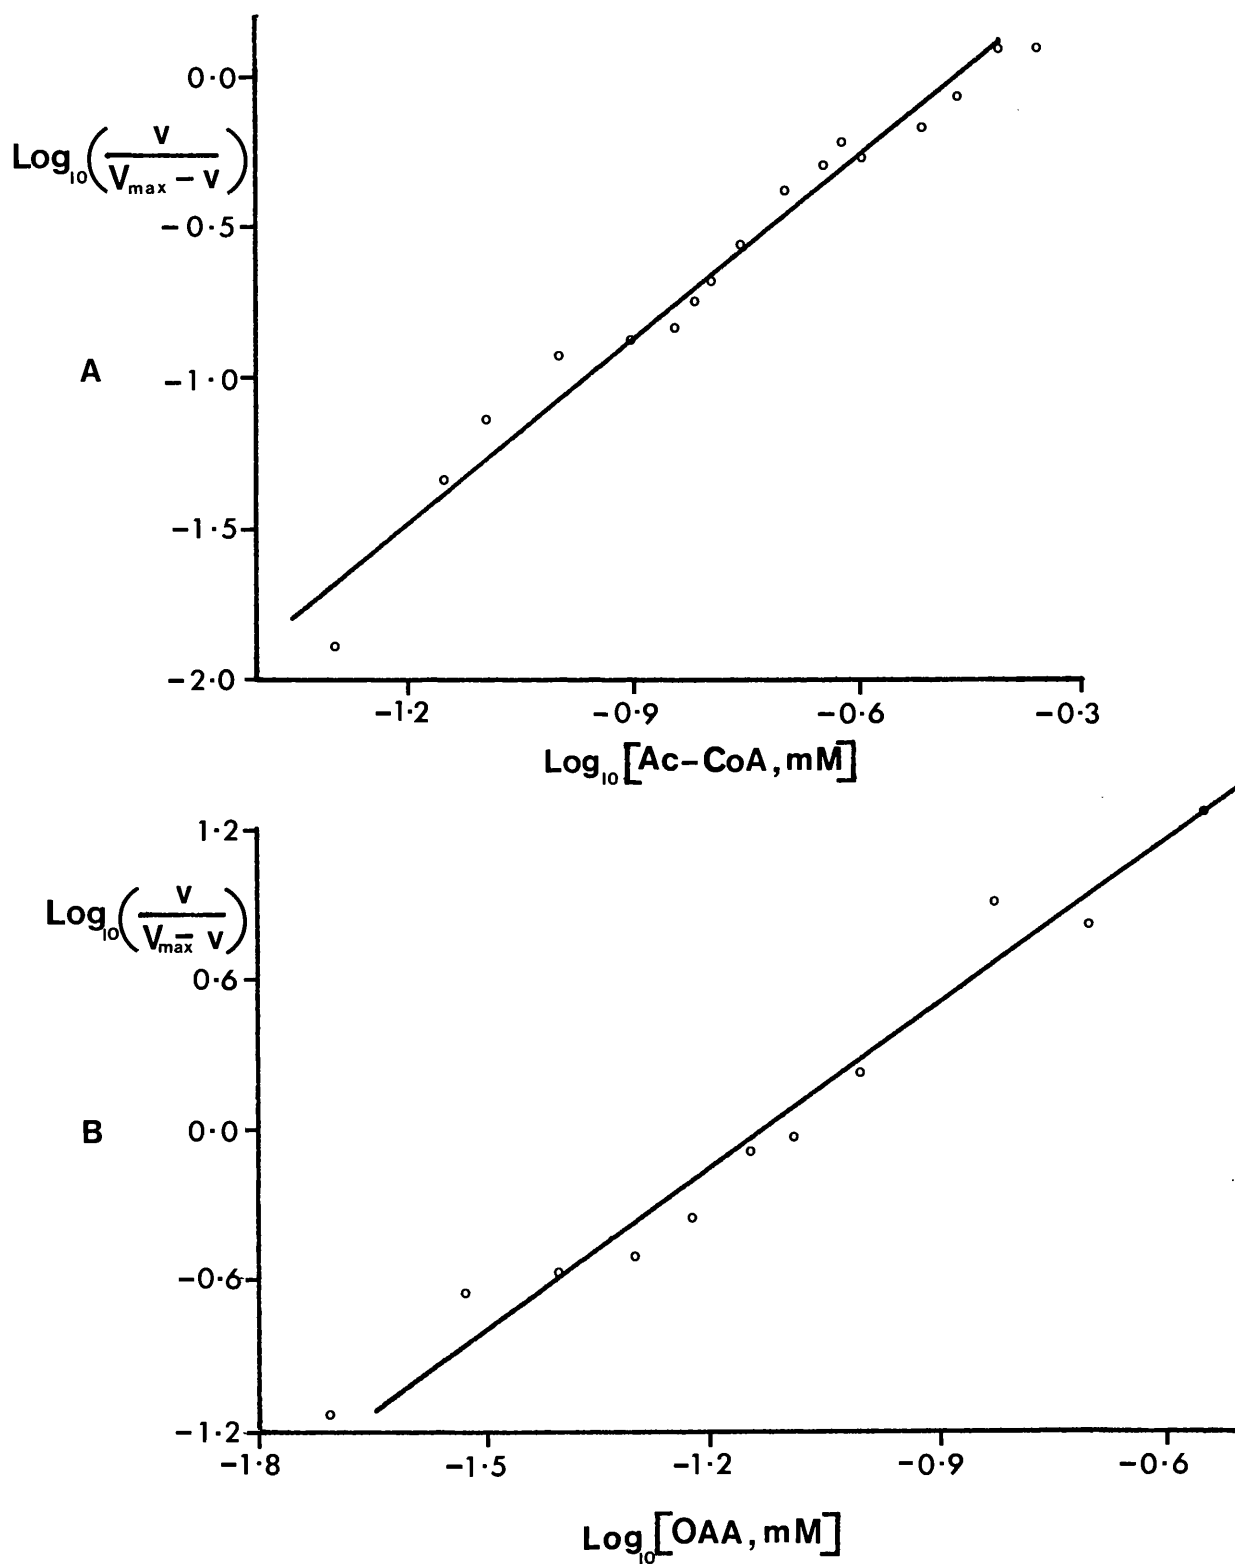 0·0
Log₁₀(v / Vmax − v)
−0·5
A
−1·0
−1·5
−2·0
−1·2 −0·9 −0·6 −0·3
Log₁₀[Ac−CoA, mM]
1·2
Log₁₀(v / Vmax − v)
0·6
0·0
B
−0·6
−1·2
−1·8 −1·5 −1·2 −0·9 −0·6
Log₁₀[OAA, mM]